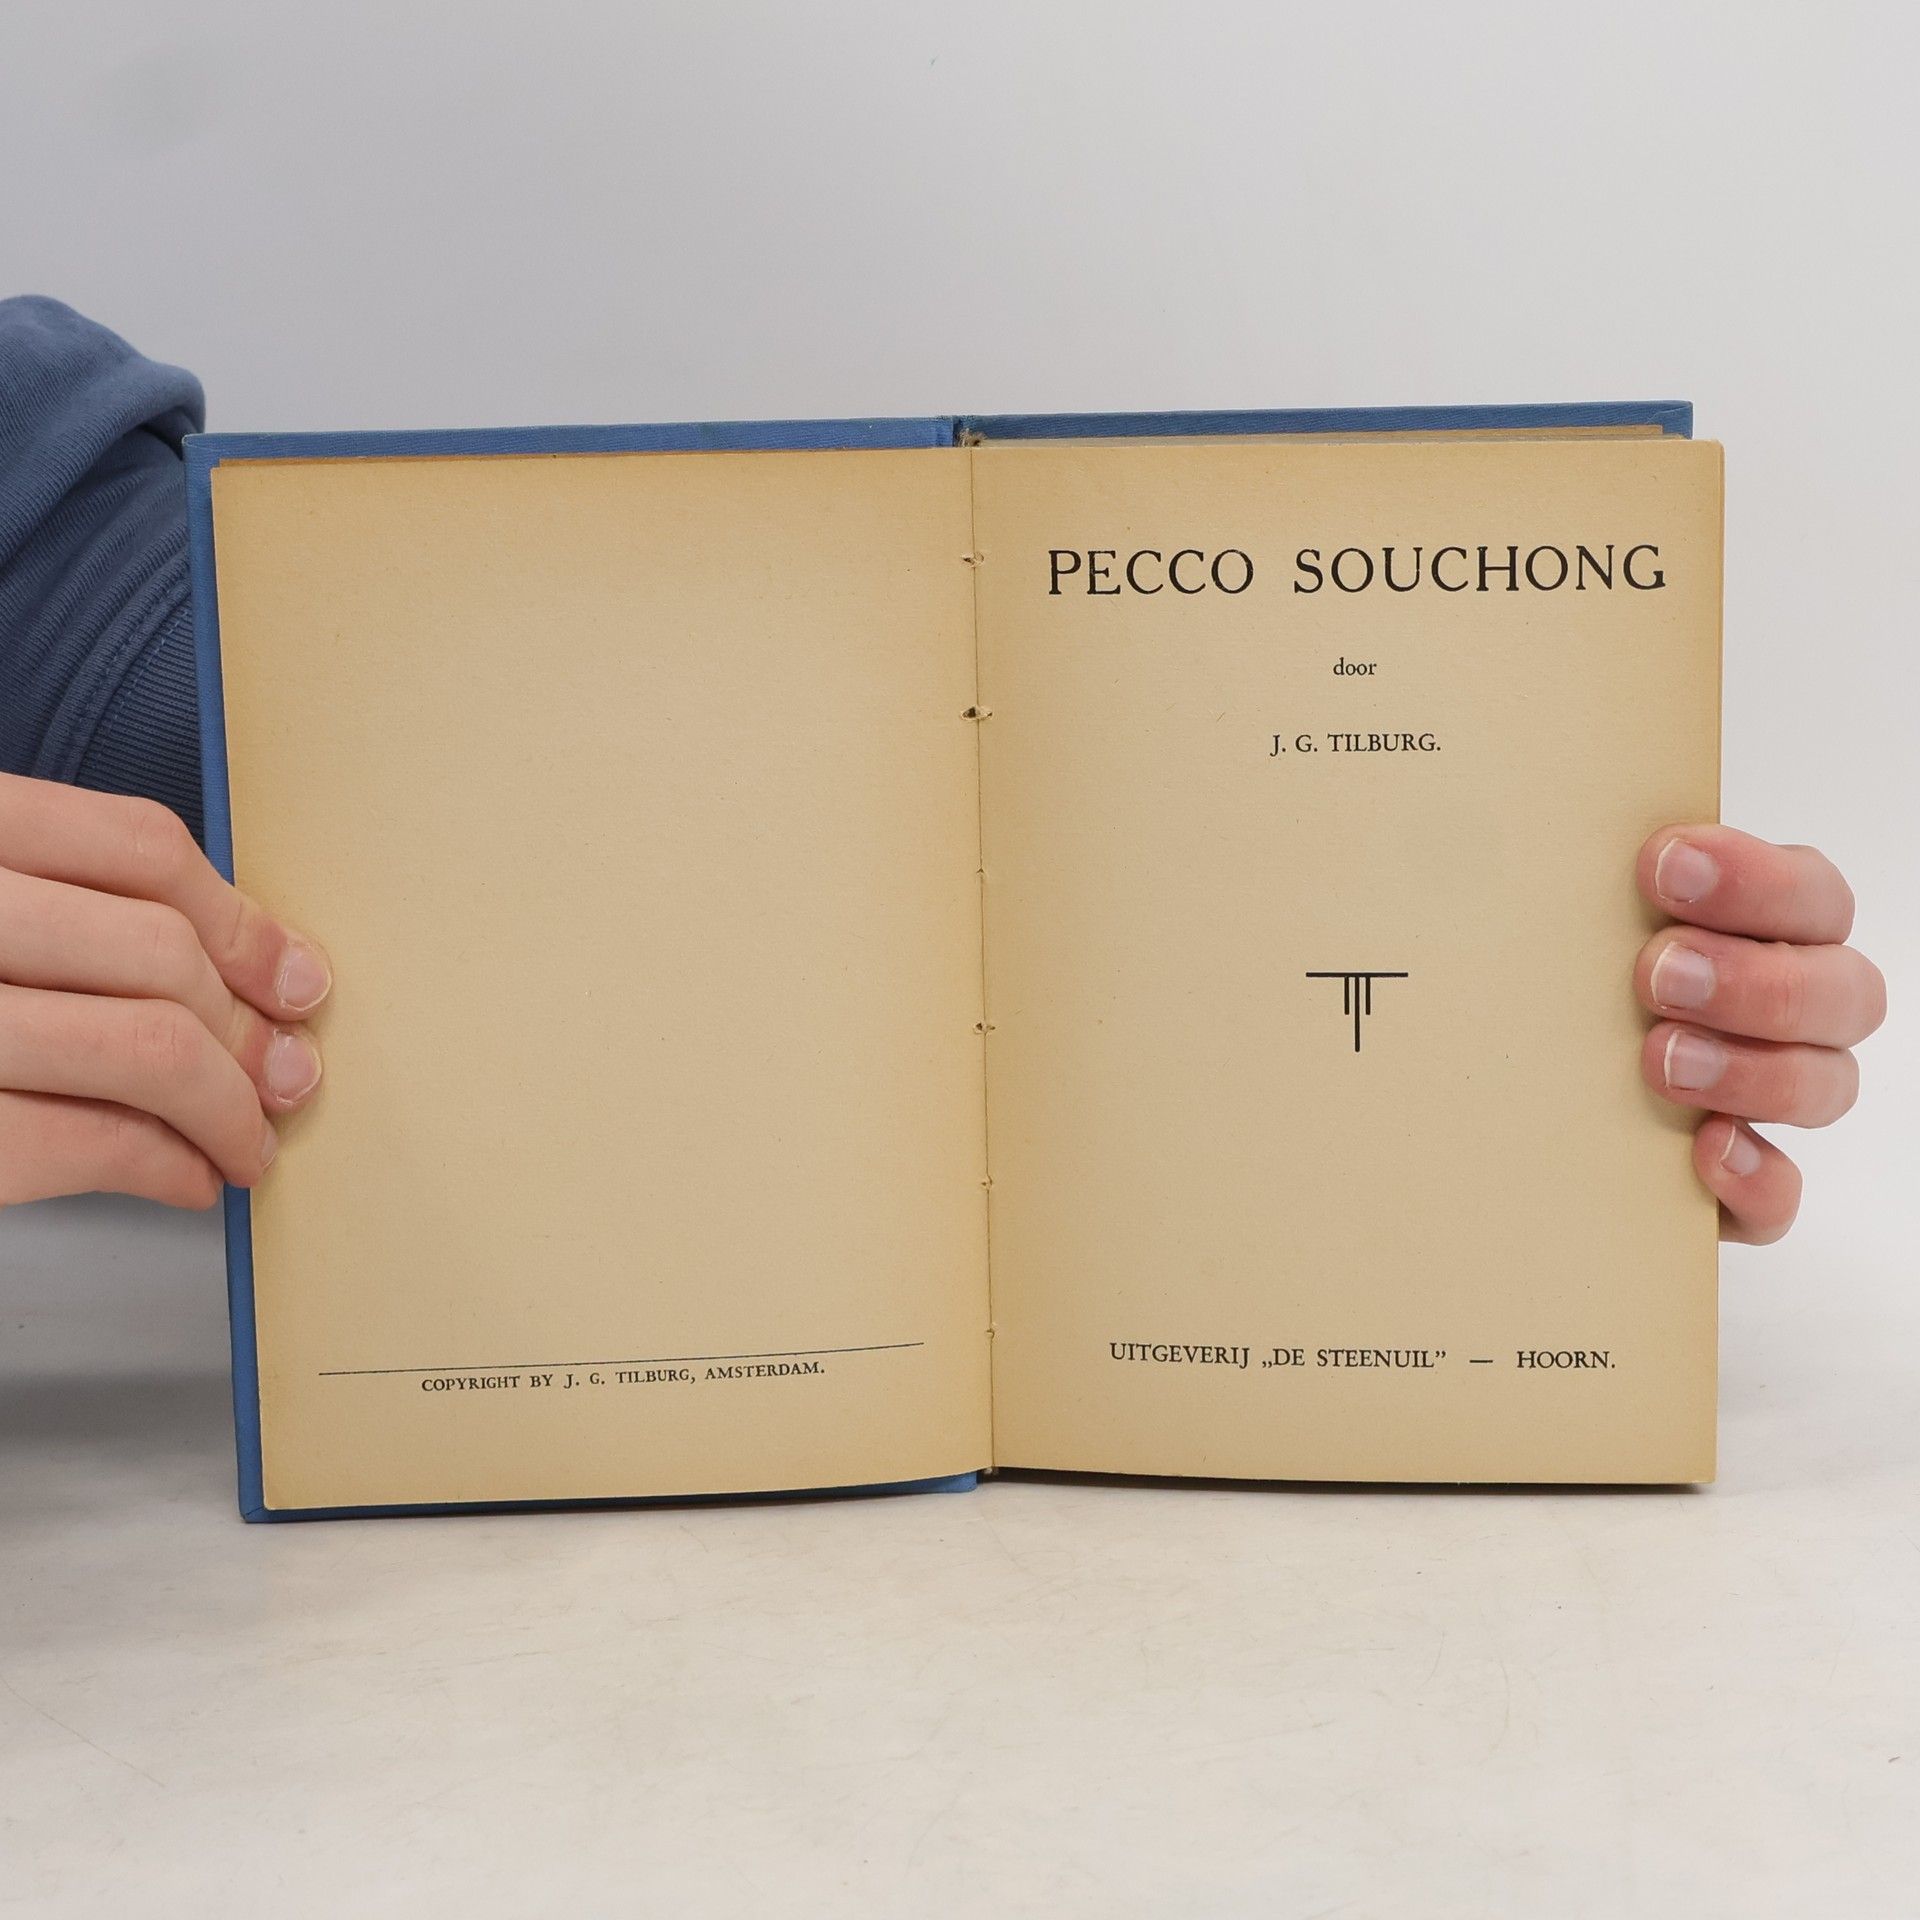 COPYRIGHT BY J. G. TILBURG, AMSTERDAM.
PECCO SOUCHONG
door
J. G. TILBURG.
UITGEVERIJ „DE STEENUIL” — HOORN.